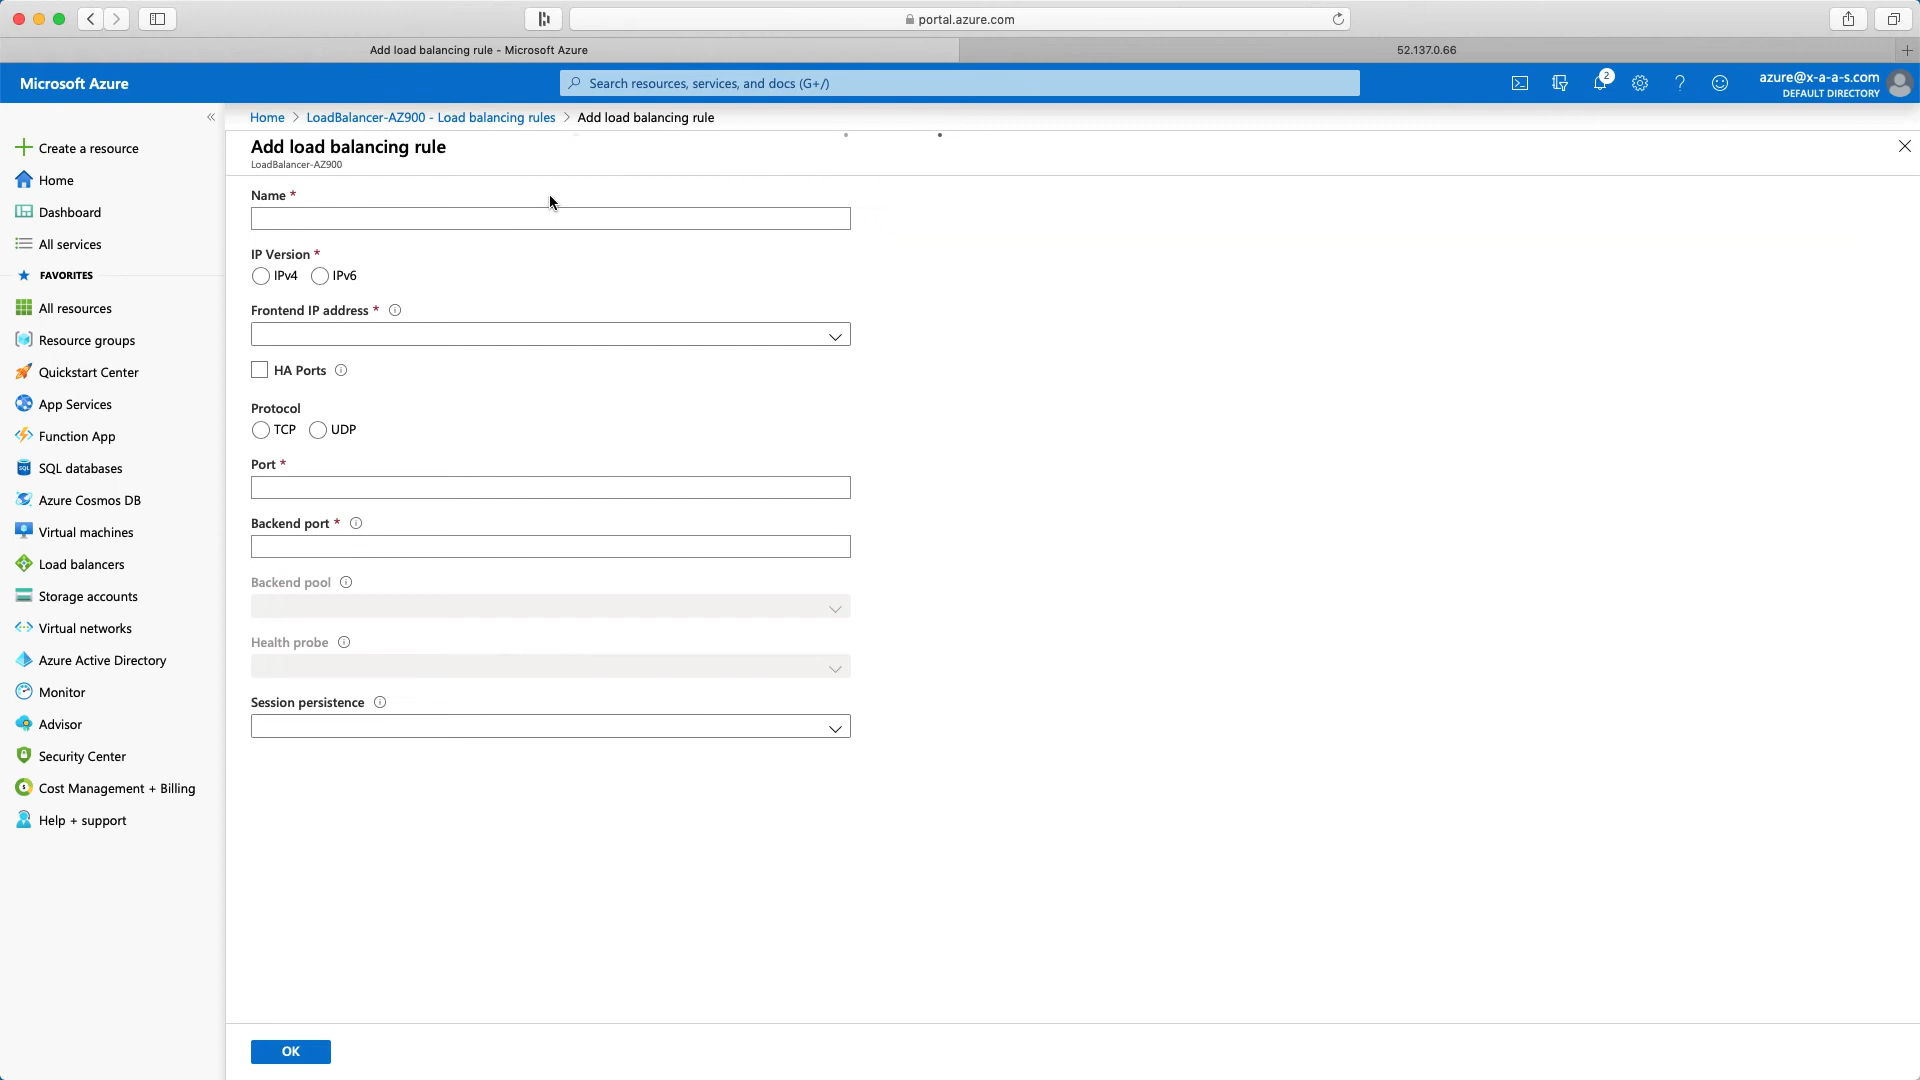 portal.azure.com
Add load balancing rule - Microsoft Azure
52.137.0.66
Microsoft Azure
Search resources, services, and docs (G+/)
2
azure@x-a-a-s.com
DEFAULT DIRECTORY
Home > LoadBalancer-AZ900 - Load balancing rules > Add load balancing rule
Add load balancing rule
LoadBalancer-AZ900
Create a resource
Home
Dashboard
All services
FAVORITES
All resources
Resource groups
Quickstart Center
App Services
Function App
SQL databases
Azure Cosmos DB
Virtual machines
Load balancers
Storage accounts
Virtual networks
Azure Active Directory
Monitor
Advisor
Security Center
Cost Management + Billing
Help + support
Name *
IP Version *
IPv4 IPv6
Frontend IP address *
HA Ports
Protocol
TCP UDP
Port *
Backend port *
Backend pool
Health probe
Session persistence
OK